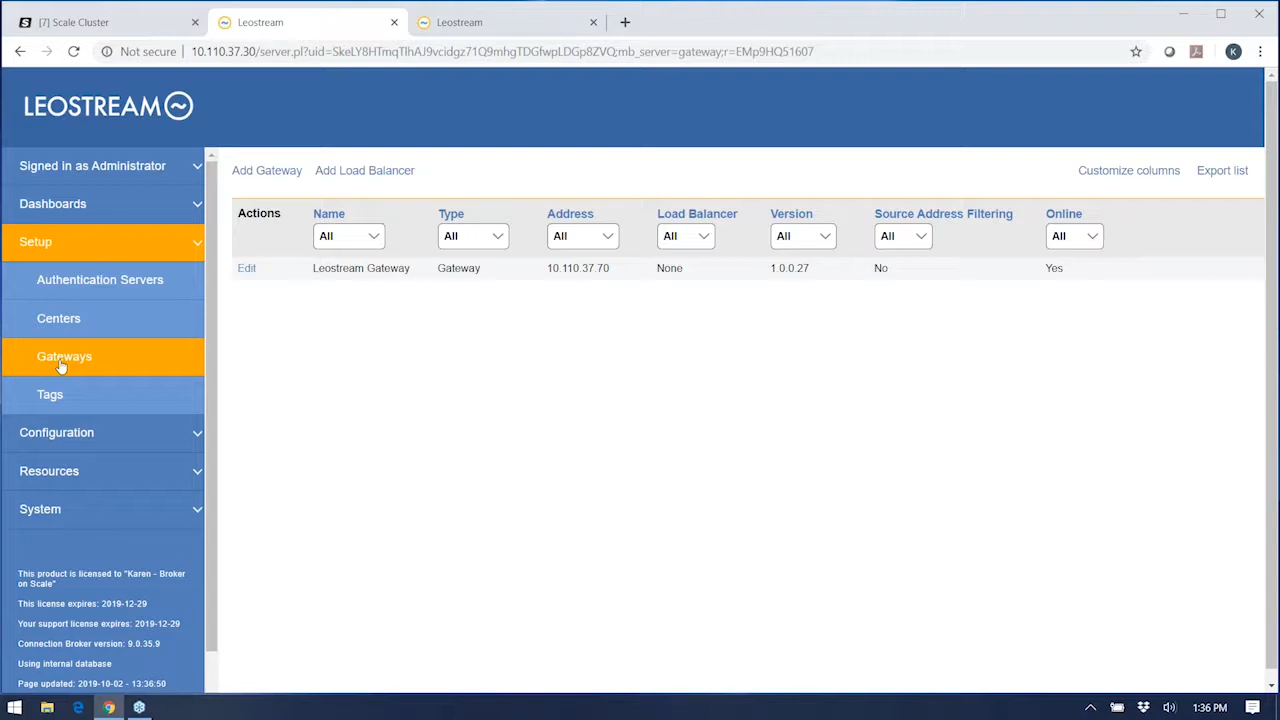 [7] Scale Cluster
Leostream
Leostream
Not secure 10.110.37.30/server.pl?uid=SkeLY8HTmqTlhAJ9vcidgz71Q9mhgTDGfwpLDGp8ZVQ;mb_server=gateway;r=EMp9HQ51607
K
LEOSTREAM
Signed in as Administrator
Dashboards
Setup
Authentication Servers
Centers
Gateways
Tags
Configuration
Resources
System
This product is licensed to "Karen - Broker
on Scale"
This license expires: 2019-12-29
Your support license expires: 2019-12-29
Connection Broker version: 9.0.35.9
Using internal database
Page updated: 2019-10-02 - 13:36:50
Add Gateway Add Load Balancer Customize columns Export list
Actions Name Type Address Load Balancer Version Source Address Filtering Online
All All All All All All All
Edit Leostream Gateway Gateway 10.110.37.70 None 1.0.0.27 No Yes
1:36 PM